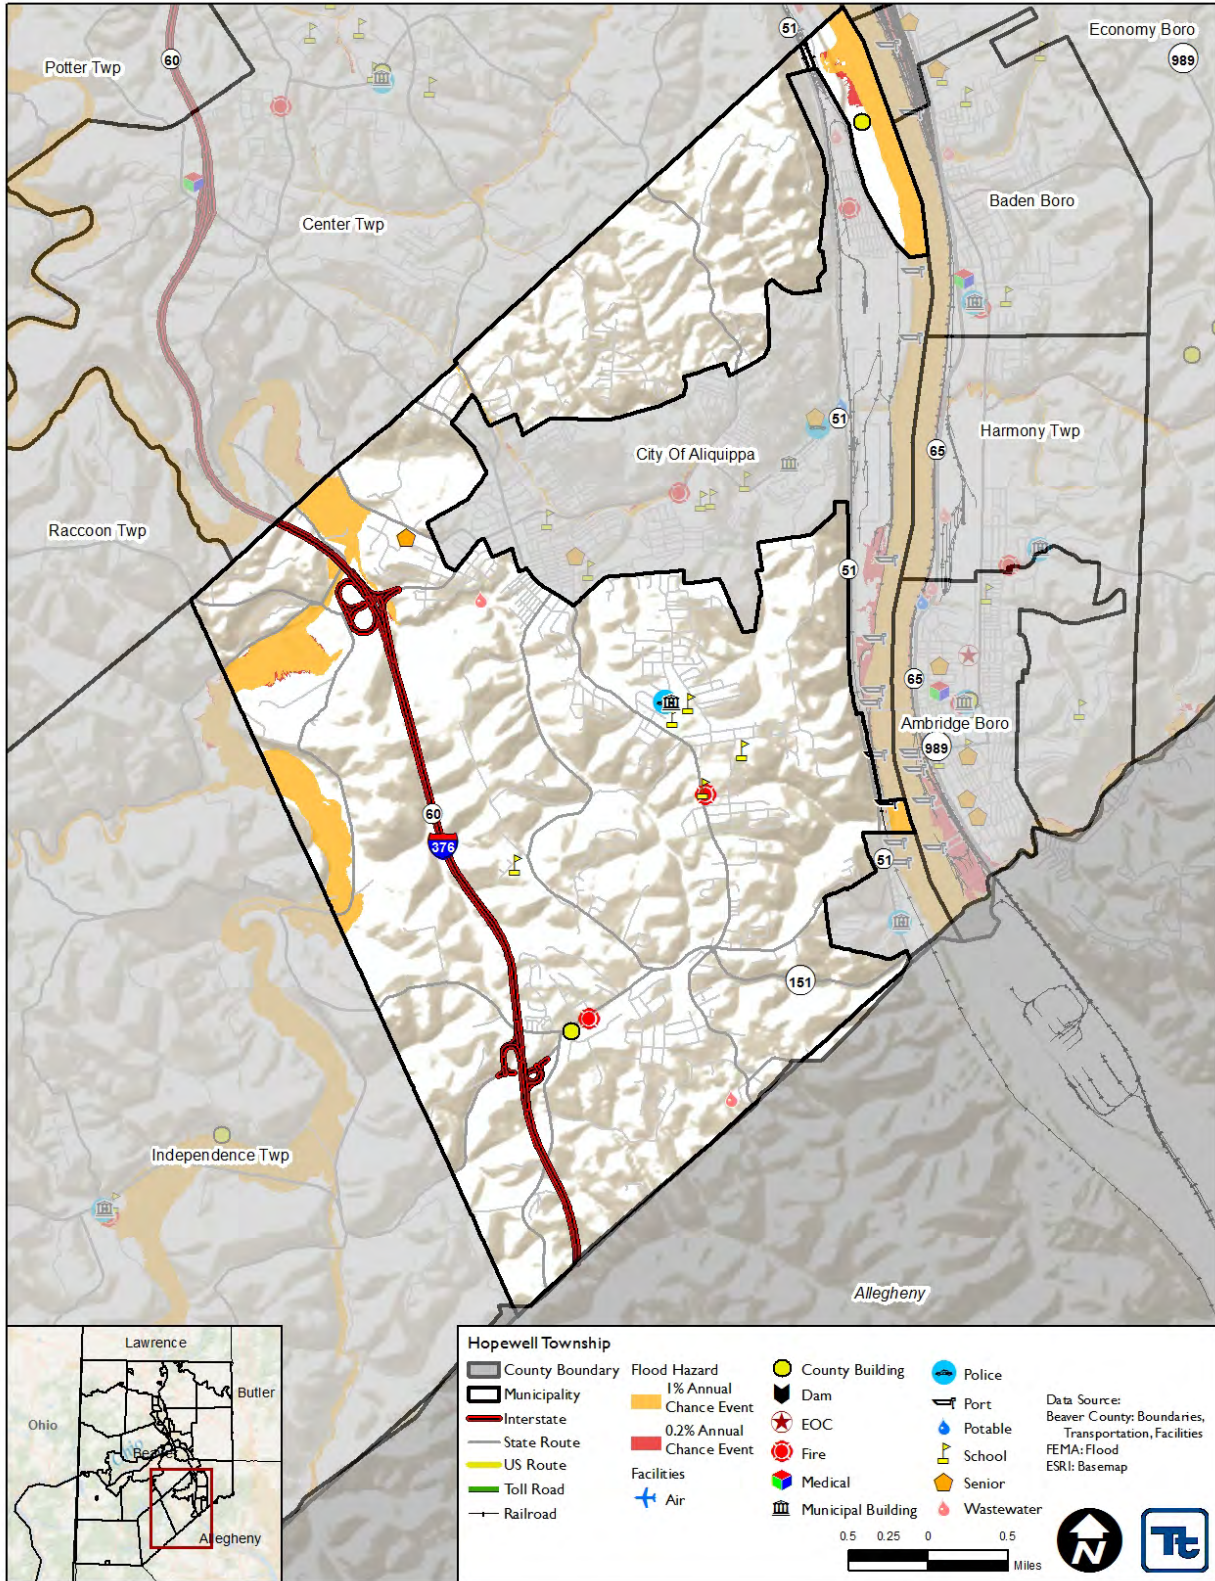 51
Economy Boro
989
Potter Twp
60
Baden Boro
Center Twp
51
City Of Aliquippa
Harmony Twp
65
Raccoon Twp
51
65
Ambridge Boro
989
60
376
51
151
Independence Twp
Allegheny
Lawrence
Butler
Ohio
Ohio
Beaver
Allegheny
Hopewell Township
County Boundary
Municipality
Interstate
State Route
US Route
Toll Road
Railroad
Flood Hazard
1% Annual
Chance Event
0.2% Annual
Chance Event
Facilities
Air
County Building
Dam
EOC
Fire
Medical
Municipal Building
Police
Port
Potable
School
Senior
Wastewater
Data Source:
Beaver County: Boundaries,
Transportation, Facilities
FEMA: Flood
ESRI: Basemap
0.5 0.25 0 0.5
Miles
N
Tt